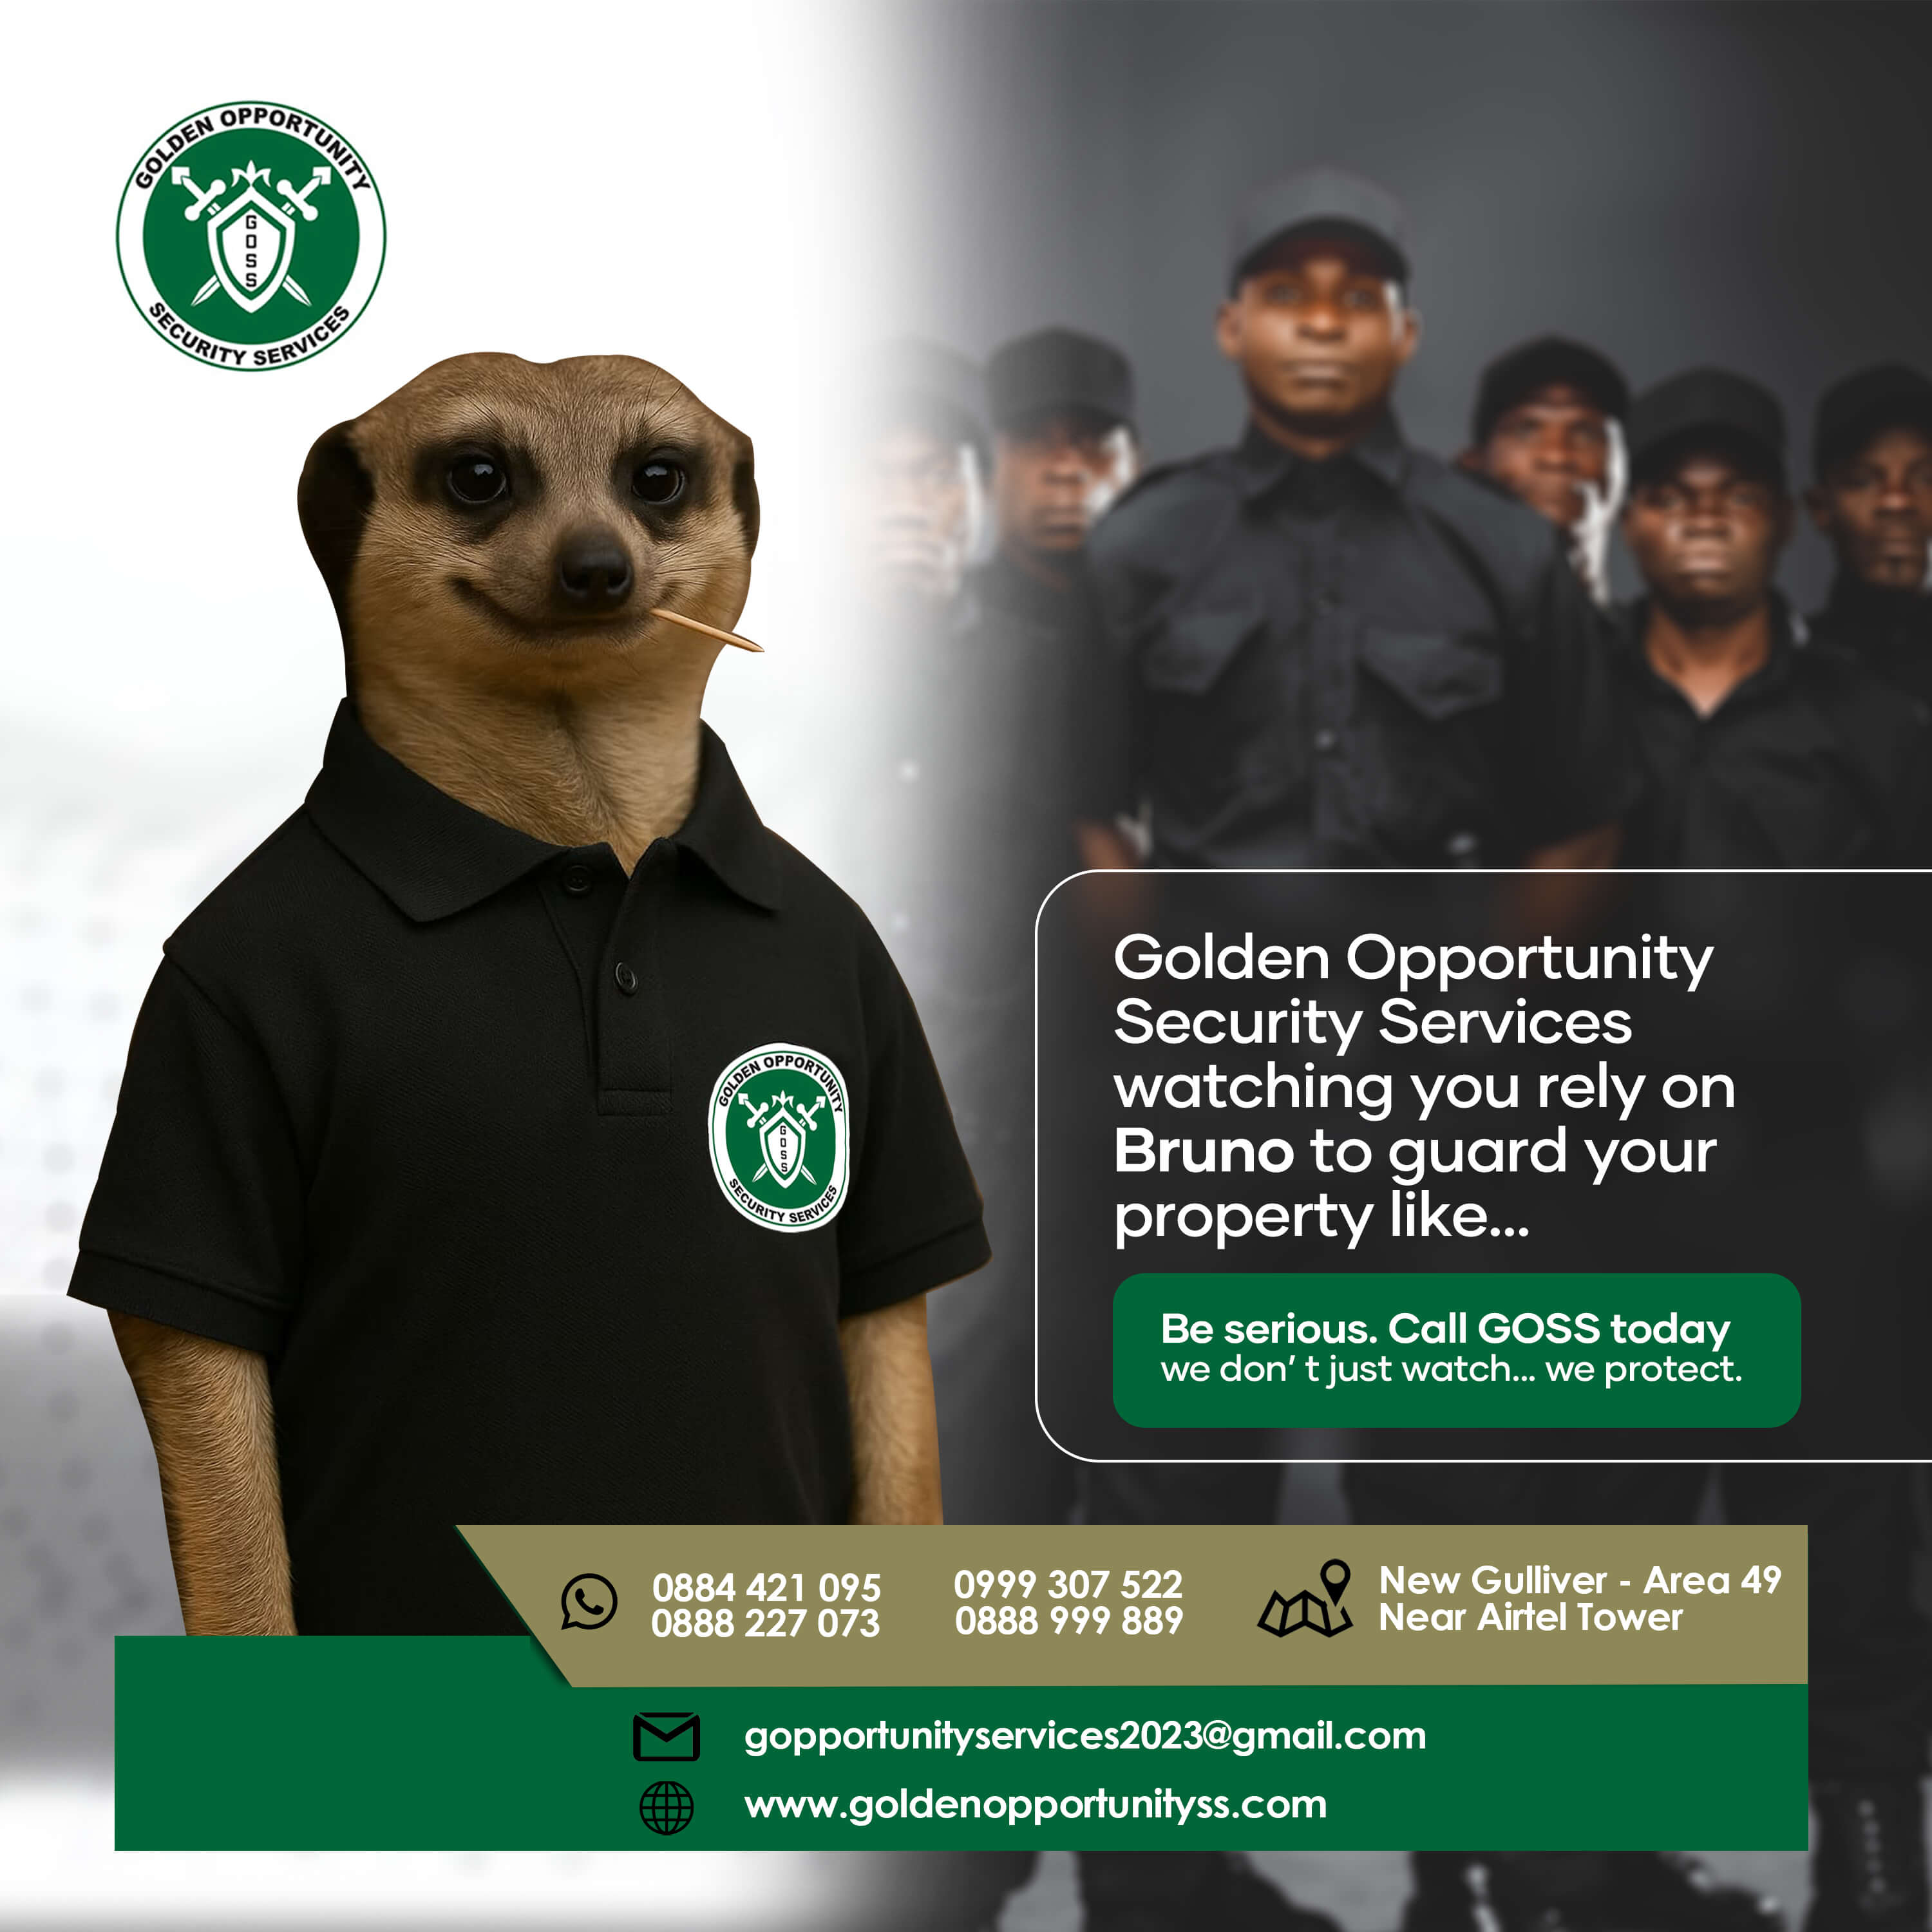 GOLDEN OPPORTUNITY
GOSS
SECURITY SERVICES
Golden Opportunity
Security Services
watching you rely on
Bruno to guard your
property like...
Be serious. Call GOSS today
we don' t just watch... we protect.
GOLDEN OPPORTUNITY
GOSS
SECURITY SERVICES
0884 421 095
0888 227 073
0999 307 522
0888 999 889
New Gulliver - Area 49
Near Airtel Tower
gopportunityservices2023@gmail.com
www.goldenopportunityss.com